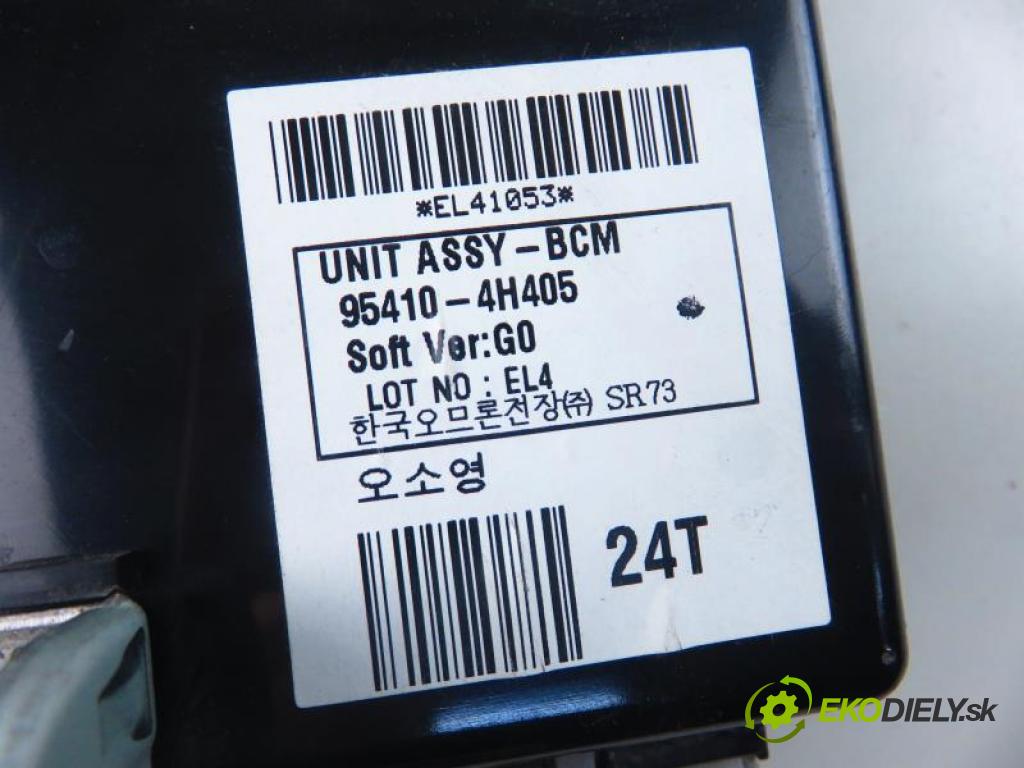 *EL41053*
UNIT ASSY-BCM
95410-4H405
Soft Ver:G0
LOT NO : EL4
한국오므론전장㈜ SR73
오소영
24T
EKODIELY.sk